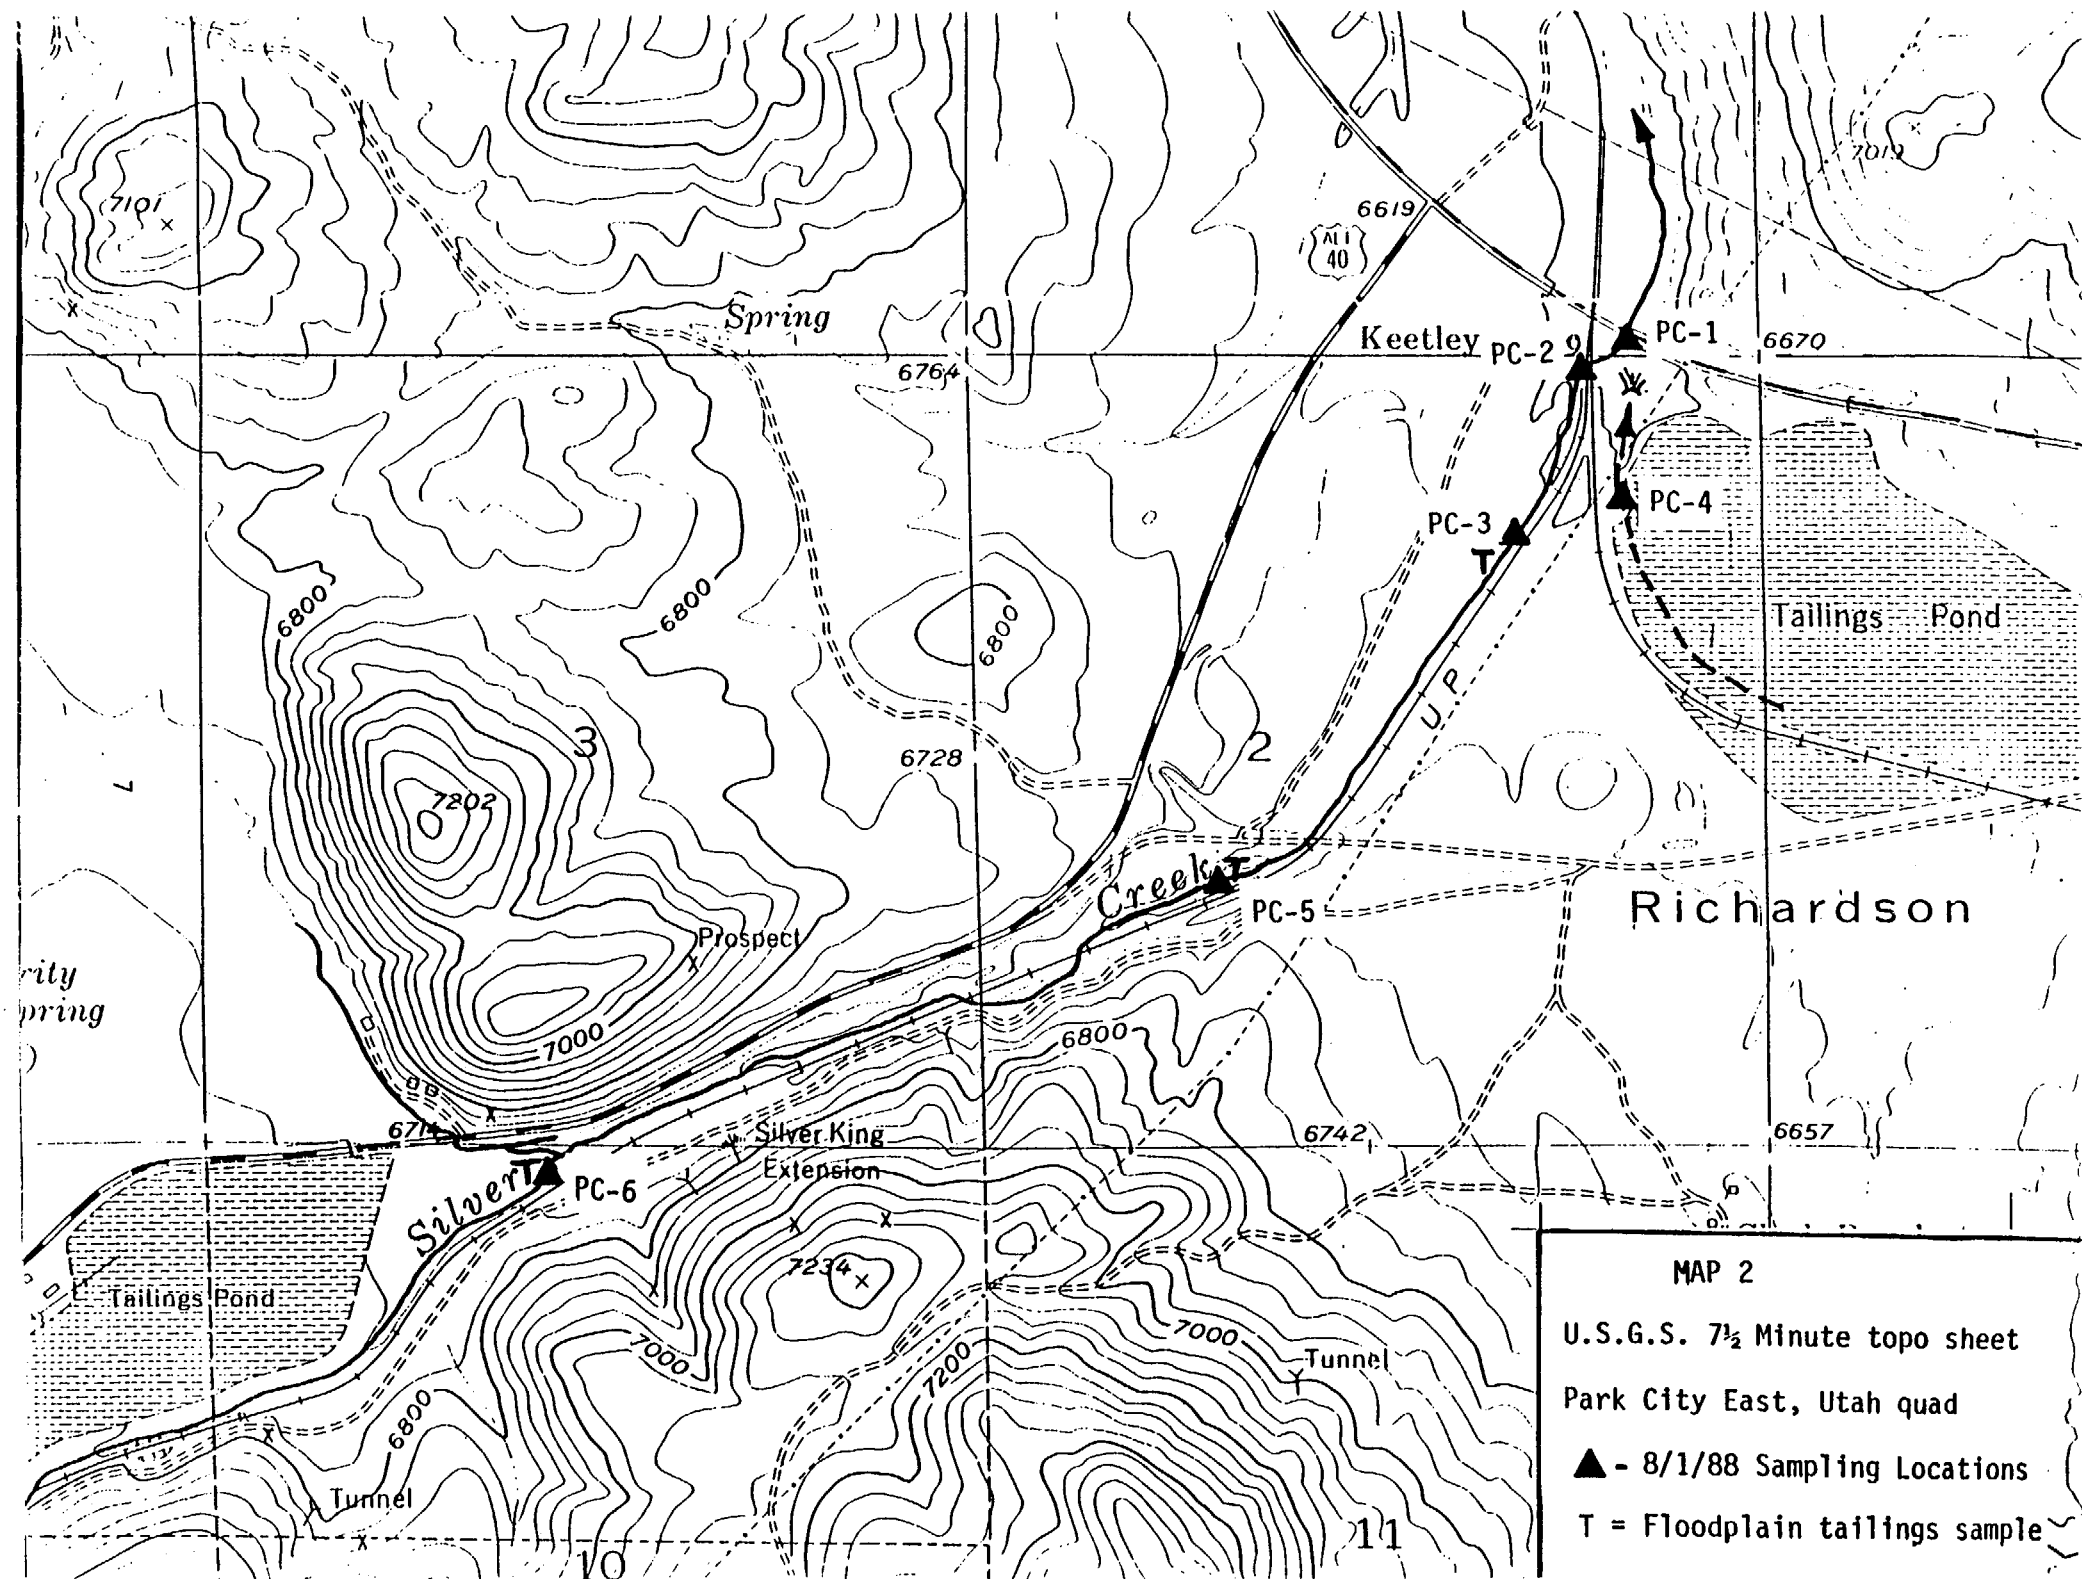 7101
7019
6619
ALT
40
Spring
Keetley
PC-2
9
PC-1
6670
6764
PC-4
PC-3
T
6800
6800
6800
Tailings Pond
U P
3
2
6728
7202
Creek
T
PC-5
Richardson
Prospect
rity
pring
7000
6800
6714
Silver King
Extension
6742
6657
T
PC-6
Silver
7234
Tailings Pond
7000
7000
7200
Tunnel
6800
Tunnel
10
11
MAP 2
U.S.G.S. 7½ Minute topo sheet
Park City East, Utah quad
▲ - 8/1/88 Sampling Locations
T = Floodplain tailings sample